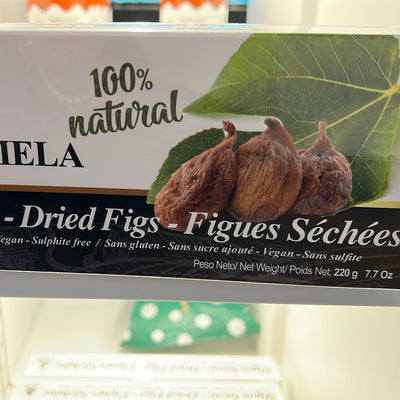 100%
natural
IELA
- Dried Figs - Figues Séchées
egan - Sulphite free / Sans gluten - Sans sucre ajouté - Vegan - Sans sulfite
Peso Neto/ Net Weight/ Poids Net: 220 g 7.7 Oz